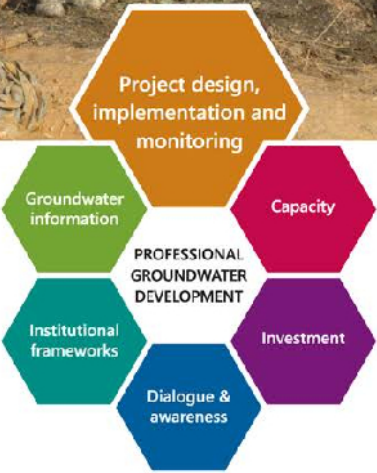 Project design,
implementation and
monitoring
Groundwater
information
Capacity
PROFESSIONAL
GROUNDWATER
DEVELOPMENT
Institutional
frameworks
Investment
Dialogue &
awareness